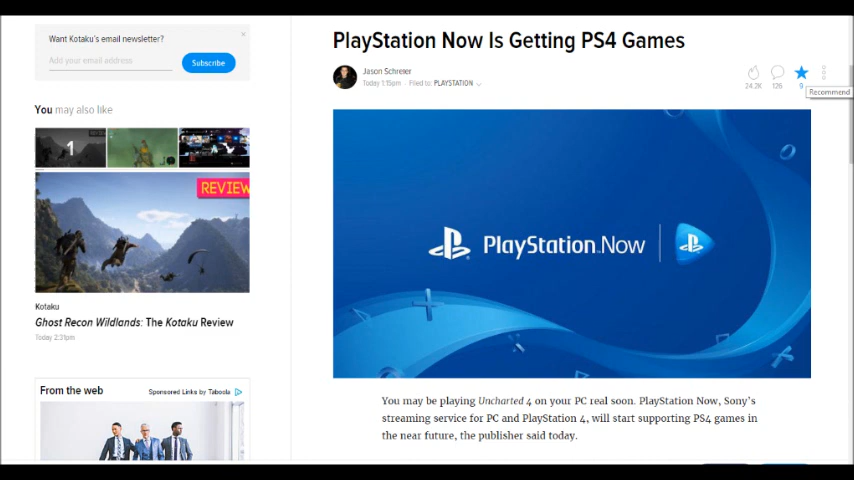 Want Kotaku's email newsletter?
Add your email address
Subscribe
You may also like
1
REVIEW
Kotaku
Ghost Recon Wildlands: The Kotaku Review
Today 2:31pm
From the web
Sponsored Links by Taboola
PlayStation Now Is Getting PS4 Games
Jason Schreier
Today 1:15pm · Filed to: PLAYSTATION
24.2K 126 9
Recommend
PlayStation™Now
You may be playing Uncharted 4 on your PC real soon. PlayStation Now, Sony's
streaming service for PC and PlayStation 4, will start supporting PS4 games in
the near future, the publisher said today.